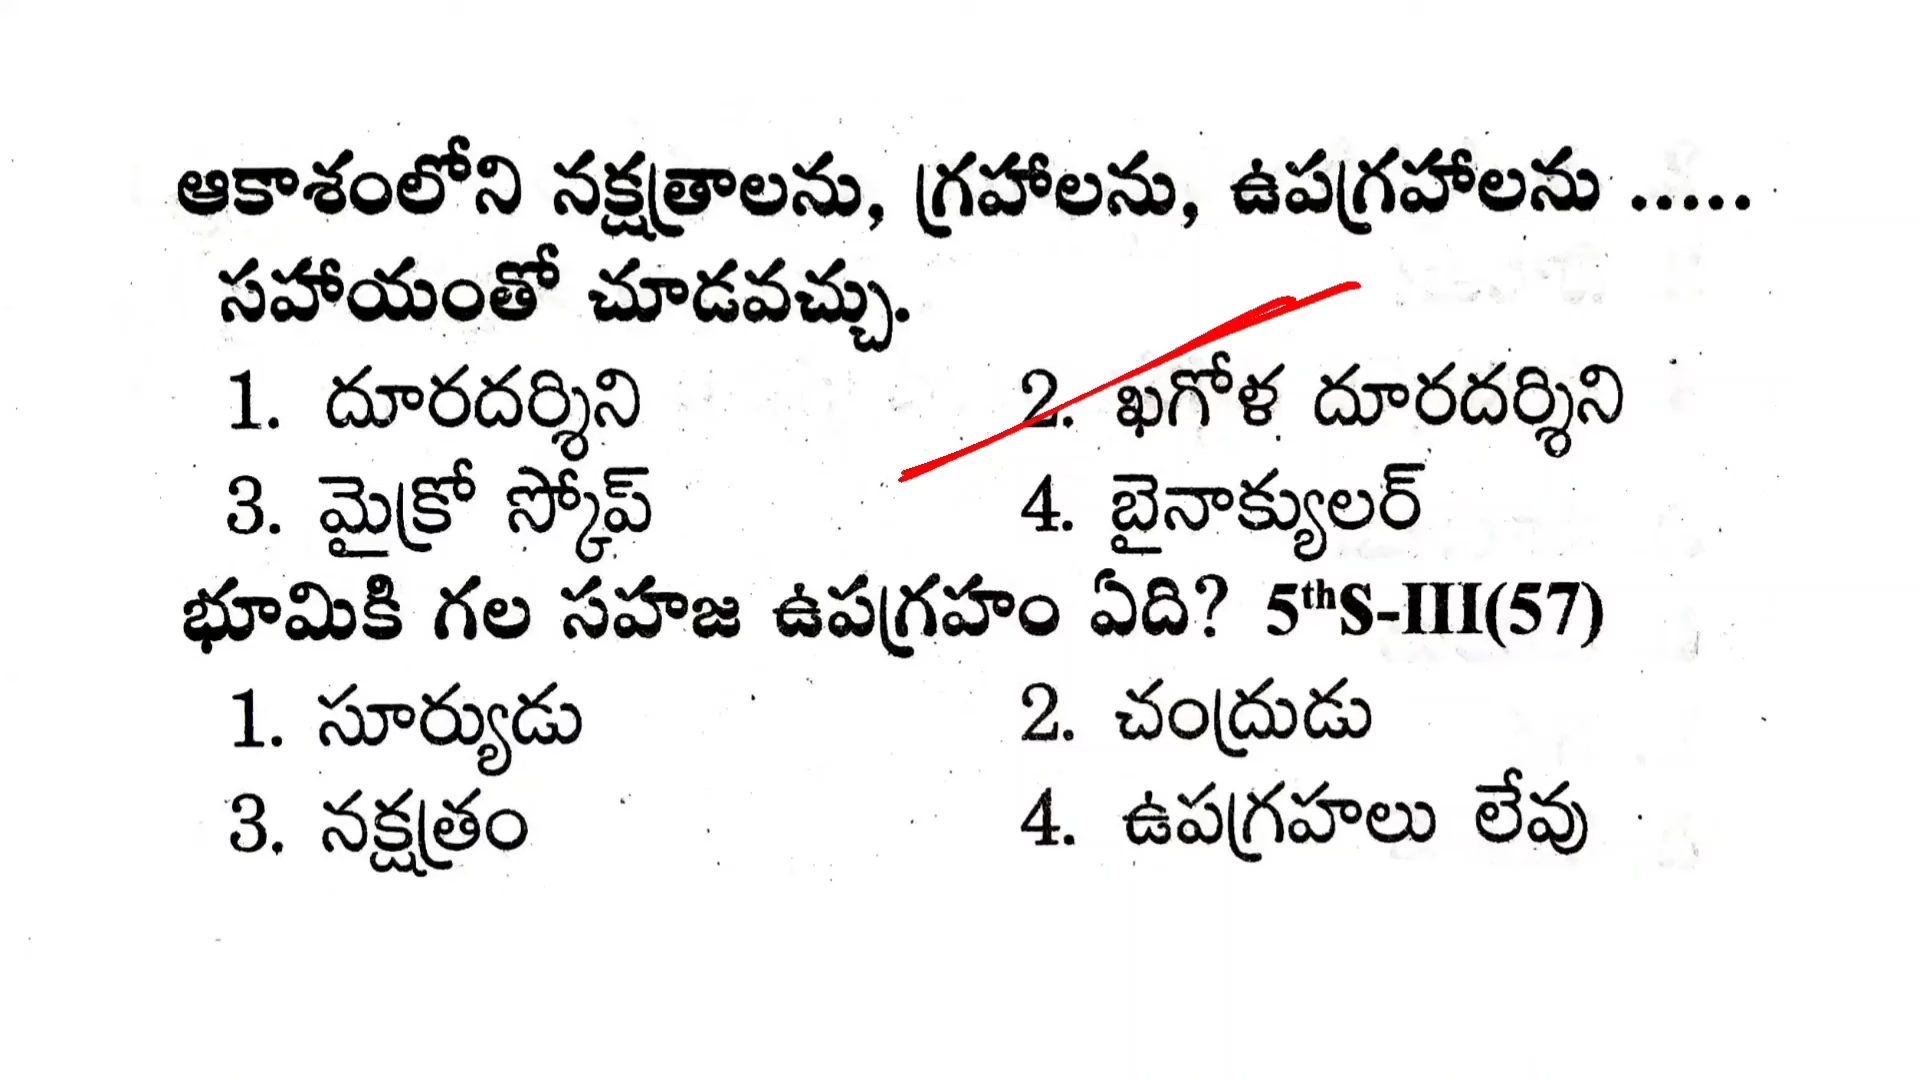 ఆకాశంలోని నక్షత్రాలను, గ్రహాలను, ఉపగ్రహాలను .....
సహాయంతో చూడవచ్చు.
1. దూరదర్శిని 2. ఖగోళ దూరదర్శిని
3. మైక్రో స్కోప్ 4. బైనాక్యులర్
భూమికి గల సహజ ఉపగ్రహం ఏది? 5thS-III(57)
1. సూర్యుడు 2. చంద్రుడు
3. నక్షత్రం 4. ఉపగ్రహలు లేవు